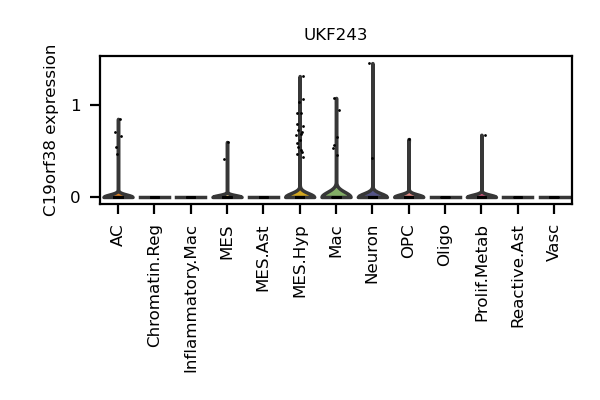 UKF243
C19orf38 expression
1
0
AC
Chromatin.Reg
Inflammatory.Mac
MES
MES.Ast
MES.Hyp
Mac
Neuron
OPC
Oligo
Prolif.Metab
Reactive.Ast
Vasc